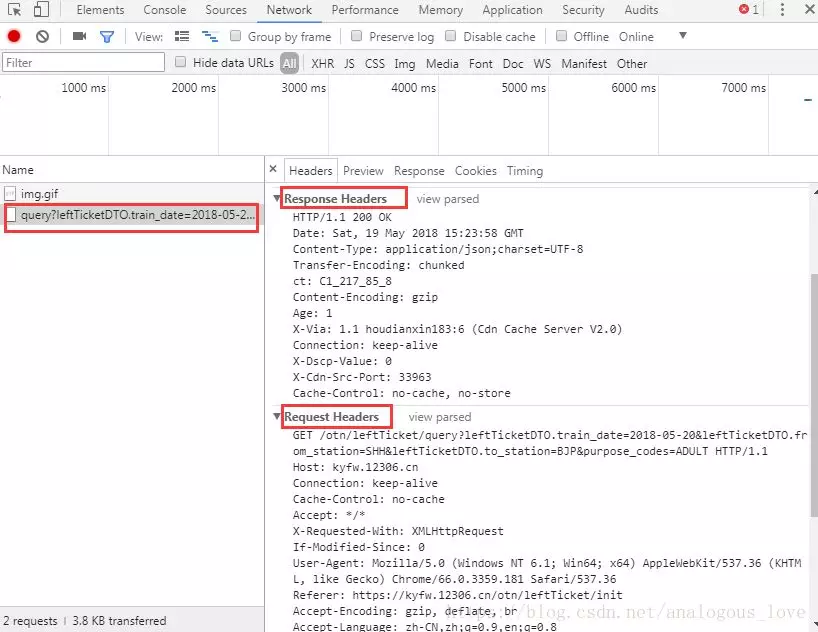 Elements Console Sources Network Performance Memory Application Security Audits 1
View: Group by frame Preserve log Disable cache Offline Online
Filter Hide data URLs All XHR JS CSS Img Media Font Doc WS Manifest Other
1000 ms 2000 ms 3000 ms 4000 ms 5000 ms 6000 ms 7000 ms
Name
img.gif
query?leftTicketDTO.train_date=2018-05-2...
× Headers Preview Response Cookies Timing
Response Headers view parsed
HTTP/1.1 200 OK
Date: Sat, 19 May 2018 15:23:58 GMT
Content-Type: application/json;charset=UTF-8
Transfer-Encoding: chunked
ct: C1_217_85_8
Content-Encoding: gzip
Age: 1
X-Via: 1.1 houdianxin183:6 (Cdn Cache Server V2.0)
Connection: keep-alive
X-Dscp-Value: 0
X-Cdn-Src-Port: 33963
Cache-Control: no-cache, no-store
Request Headers view parsed
GET /otn/leftTicket/query?leftTicketDTO.train_date=2018-05-20&leftTicketDTO.fr
om_station=SHH&leftTicketDTO.to_station=BJP&purpose_codes=ADULT HTTP/1.1
Host: kyfw.12306.cn
Connection: keep-alive
Cache-Control: no-cache
Accept: */*
X-Requested-With: XMLHttpRequest
If-Modified-Since: 0
User-Agent: Mozilla/5.0 (Windows NT 6.1; Win64; x64) AppleWebKit/537.36 (KHTM
L, like Gecko) Chrome/66.0.3359.181 Safari/537.36
Referer: https://kyfw.12306.cn/otn/leftTicket/init
Accept-Encoding: gzip, deflate, br
Accept-Language: zh-CN,zh;q=0.9,en;q=0.8
https://blog.csdn.net/analogous_love
2 requests | 3.8 KB transferred